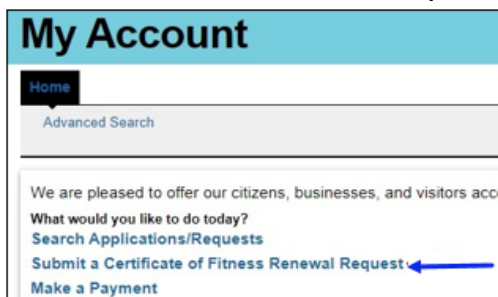 My Account
Home
Advanced Search
We are pleased to offer our citizens, businesses, and visitors
What would you like to do today?
Search Applications/Requests
Submit a Certificate of Fitness Renewal Request
Make a Payment